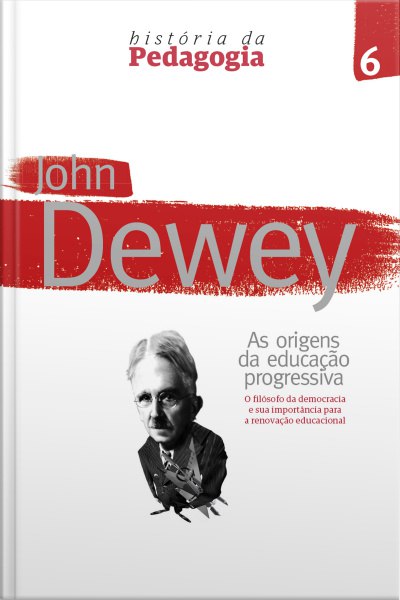 história da
Pedagogia
6
John
Dewey
As origens
da educação
progressiva
O filósofo da democracia
e sua importância para
a renovação educacional